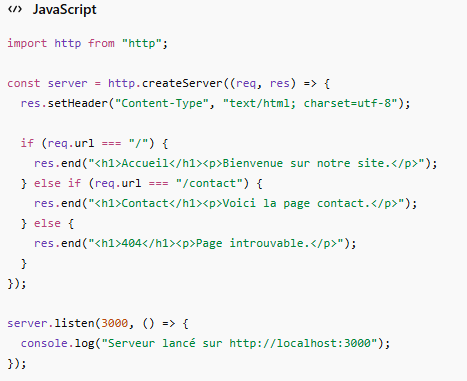 JavaScript
import http from "http";
const server = http.createServer((req, res) => {
  res.setHeader("Content-Type", "text/html; charset=utf-8");
  if (req.url === "/") {
    res.end("<h1>Accueil</h1><p>Bienvenue sur notre site.</p>");
  } else if (req.url === "/contact") {
    res.end("<h1>Contact</h1><p>Voici la page contact.</p>");
  } else {
    res.end("<h1>404</h1><p>Page introuvable.</p>");
  }
});
server.listen(3000, () => {
  console.log("Serveur lancé sur http://localhost:3000");
});